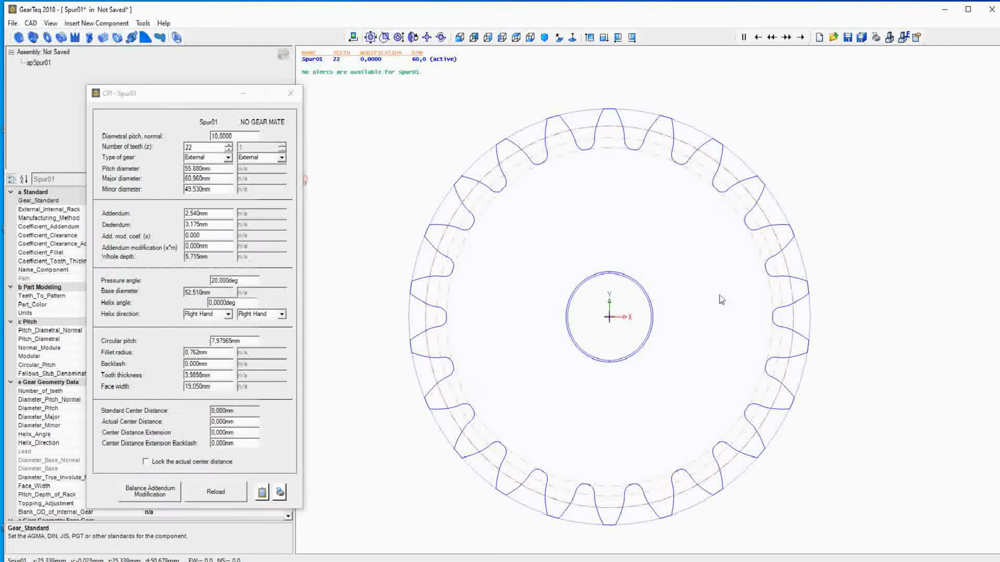 GearTeq 2018 - [ Spur01* in Not Saved* ]
File CAD View Insert New Component Tools Help
Assembly: Not Saved
apSpur01
NAME TEETH MODIFICATION RPM
Spur01 22 0,0000 60,0 (active)
No alerts are available for Spur01.
CPI - Spur01
Spur01 NO GEAR MATE
Diametral pitch, normal: 10,0000
Number of teeth (z): 22 1
Type of gear: External External
Pitch diameter: 55.880mm n/a
Major diameter: 60,960mm n/a
Minor diameter: 49.530mm n/a
Addendum: 2,540mm n/a
Dedendum: 3,175mm n/a
Add. mod. coef. (x) 0.000 n/a
Addendum modification (x*m) 0,000mm n/a
Whole depth: 5,715mm n/a
Pressure angle: 20,000deg
Base diameter: 52,510mm n/a
Helix angle: 0,0000deg
Helix direction: Right Hand Right Hand
Circular pitch: 7,97965mm
Fillet radius: 0,762mm n/a
Backlash: 0,000mm n/a
Tooth thickness 3,9898mm n/a
Face width 19,050mm n/a
Standard Center Distance: 0,000mm
Actual Center Distance: 0,000mm
Center Distance Extension 0,000mm
Center Distance Extension Backlash: 0,000mm
Lock the actual center distance
Balance Addendum Modification
Reload
Spur01
a Standard
Gear_Standard
External_Internal_Rack
Manufacturing_Method
Coefficient_Addendum
Coefficient_Clearance
Coefficient_Clearance_Ad
Coefficient_Fillet
Coefficient_Tooth_Thickn
Name_Component
Path
b Part Modeling
Teeth_To_Pattern
Part_Color
Units
c Pitch
Pitch_Diametral_Normal
Pitch_Diametral
Normal_Module
Modular
Circular_Pitch
Fellows_Stub_Denominat
e Gear Geometry Data
Number_of_teeth
Diameter_Pitch_Normal
Diameter_Pitch
Diameter_Major
Diameter_Minor
Helix_Angle
Helix_Direction
Lead
Diameter_Base_Normal
Diameter_Base
Diameter_True_Involute_F
Face_Width
Pitch_Depth_of_Rack
Topping_Adjustment
Blank_OD_of_Internal_Gear n/a
Gear_Standard
Set the AGMA, DIN, JIS, PGT or other standards for the component.
Y
X
Spur01 x:25,339mm y:-0,023mm r:25,339mm d:50,679mm FW:= 0,0 NS:= 0,0